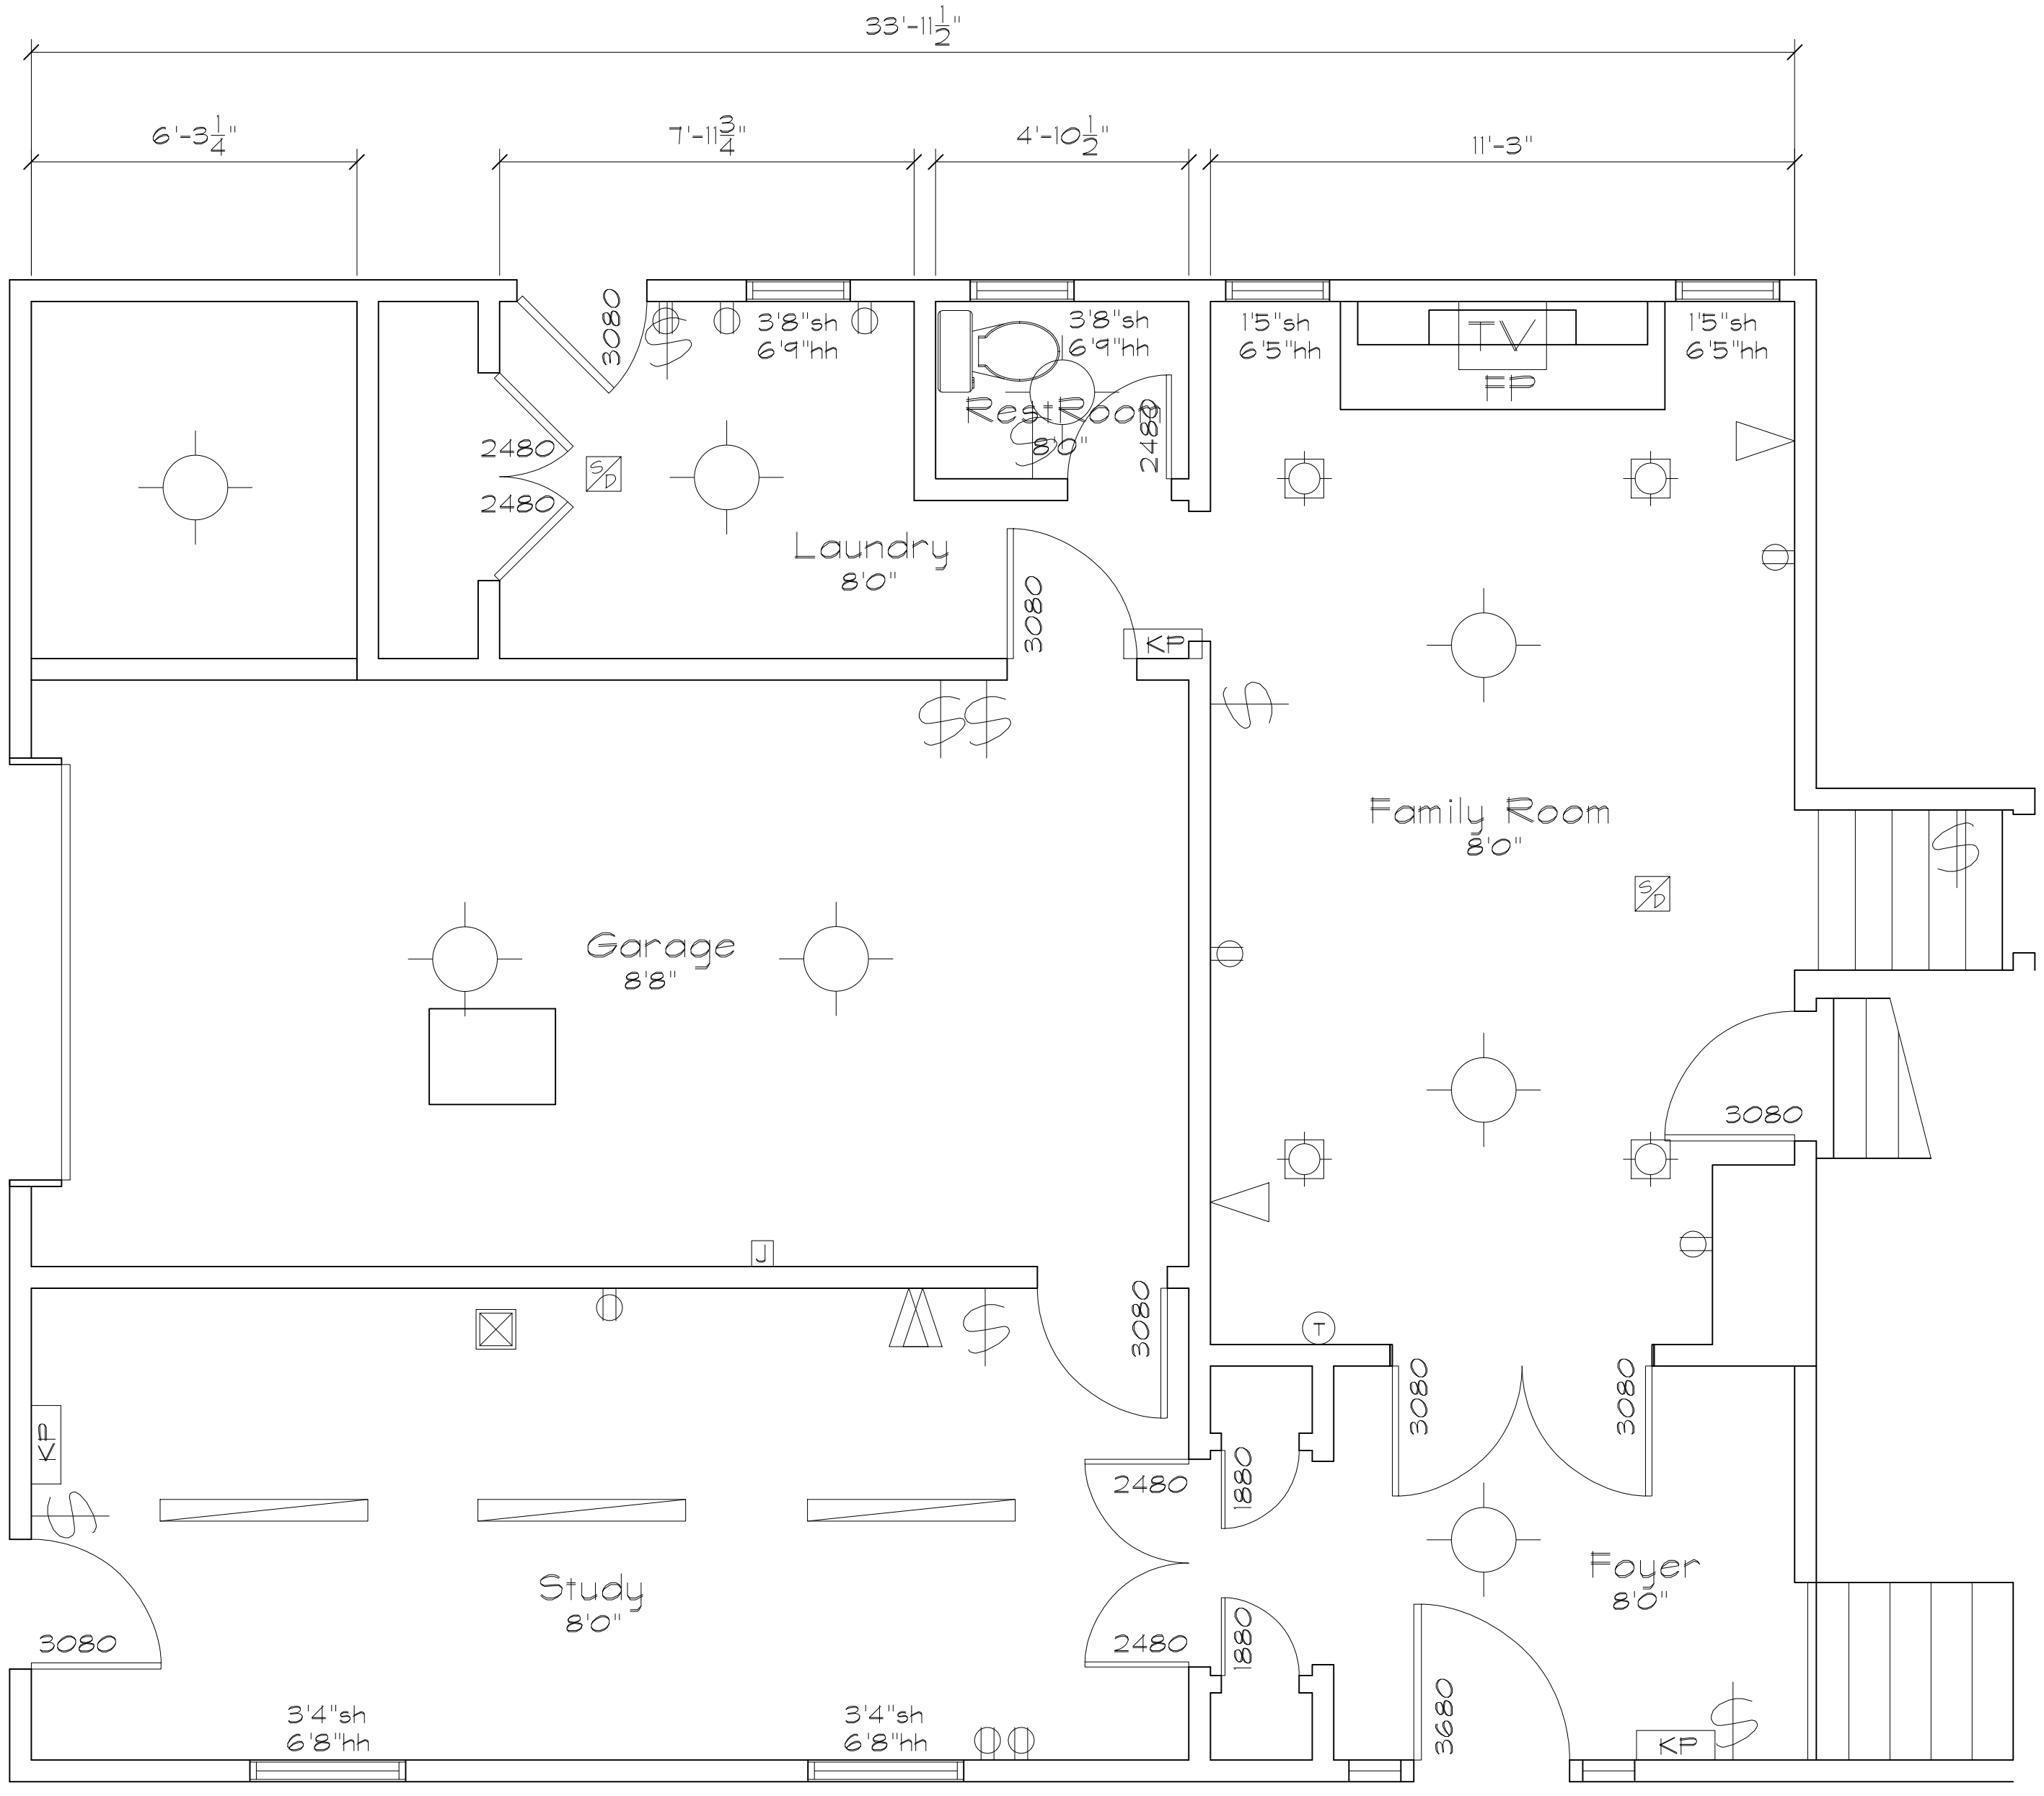 33'-11 1/2"
6'-3 1/4"
7'-11 3/4"
4'-10 1/2"
11'-3"
3080
$
3'8"sh
6'9"hh
3'8"sh
6'9"hh
1'5"sh
6'5"hh
TV
FP
1'5"sh
6'5"hh
RestRoom
8'0"
$
2480
2480
S/D
2480
Laundry
8'0"
3080
KP
$$
$
Family Room
8'0"
$
S/D
Garage
8'8"
3080
J
3080
T
$
3080
3080
KP
$
2480
1880
Study
8'0"
Foyer
8'0"
3080
2480
1880
3680
3'4"sh
6'8"hh
3'4"sh
6'8"hh
KP
$